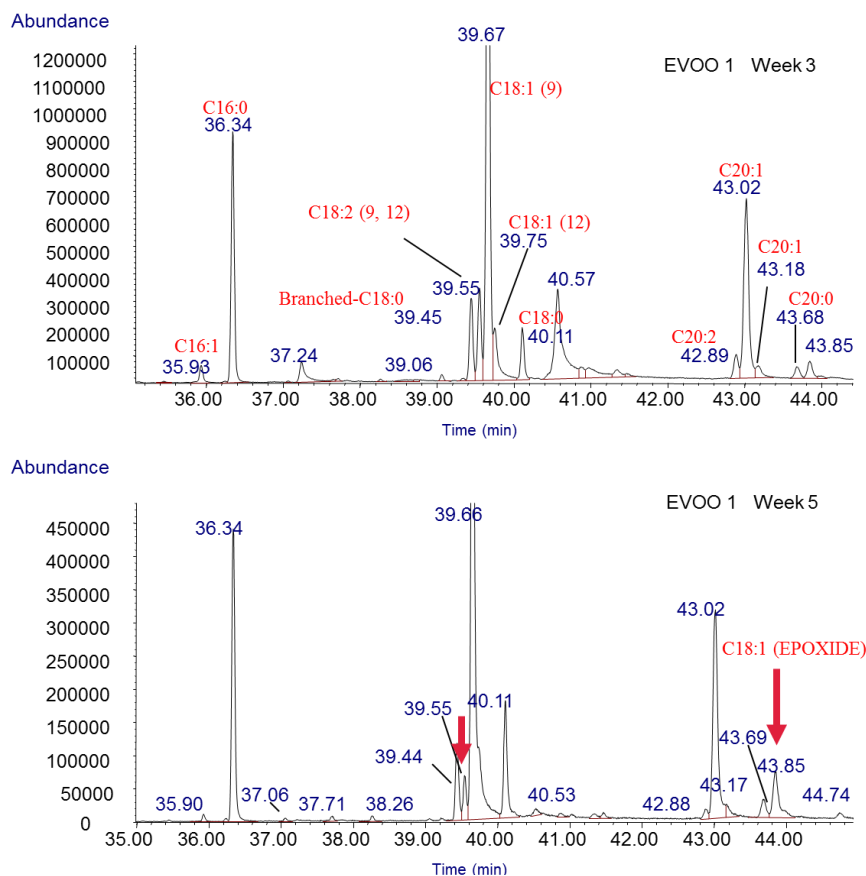 Abundance
EVOO 1 Week 3
1200000
1100000
1000000
900000
800000
700000
600000
500000
400000
300000
200000
100000
C16:1
35.93
C16:0
36.34
37.24
Branched-C18:0
39.06
39.45
C18:2 (9, 12)
39.55
39.67
C18:1 (9)
C18:1 (12)
39.75
C18:0
40.11
40.57
C20:2
42.89
C20:1
43.02
C20:1
43.18
C20:0
43.68
43.85
36.00 37.00 38.00 39.00 40.00 41.00 42.00 43.00 44.00
Time (min)
Abundance
EVOO 1 Week 5
450000
400000
350000
300000
250000
200000
150000
100000
50000
0
35.90
36.34
37.06
37.71
38.26
39.44
39.55
39.66
40.11
40.53
42.88
43.02
43.17
C18:1 (EPOXIDE)
43.69
43.85
44.74
35.00 36.00 37.00 38.00 39.00 40.00 41.00 42.00 43.00 44.00
Time (min)